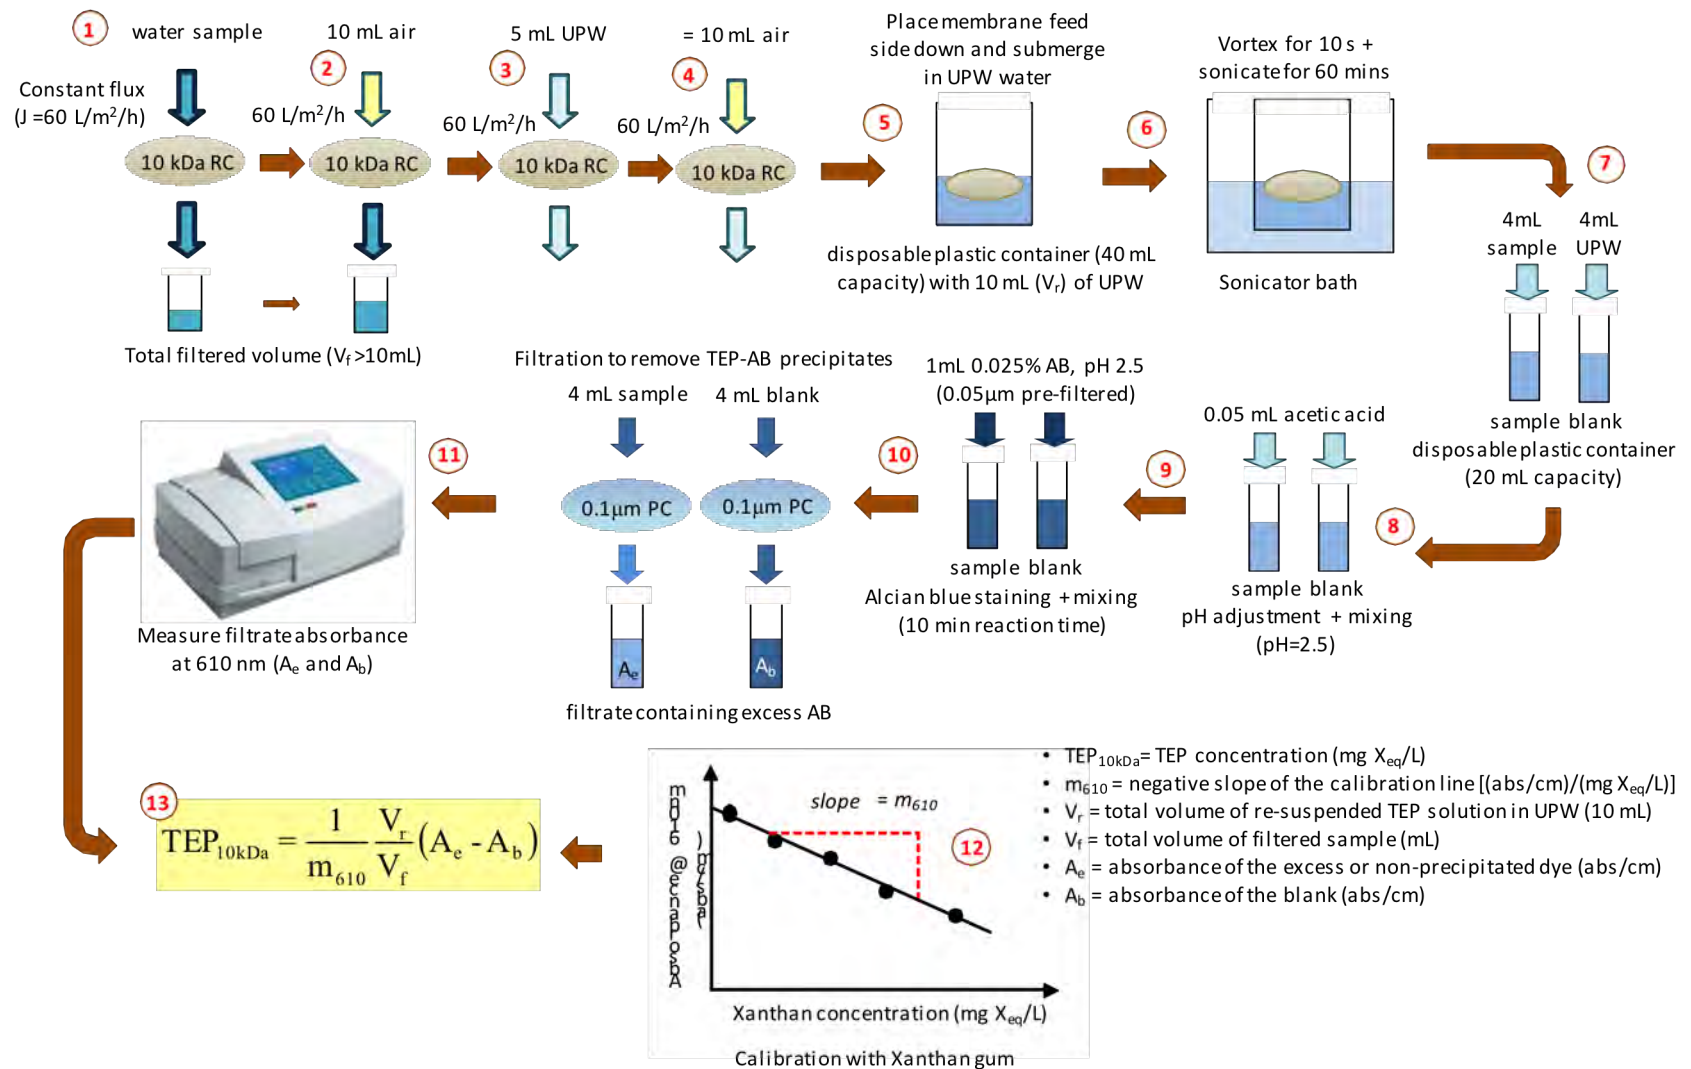 1
water sample
Constant flux
(J =60 L/m²/h)
10 kDa RC
2
10 mL air
60 L/m²/h
10 kDa RC
3
5 mL UPW
60 L/m²/h
10 kDa RC
4
= 10 mL air
60 L/m²/h
10 kDa RC
Total filtered volume (Vf >10mL)
5
Place membrane feed
side down and submerge
in UPW water
disposable plastic container (40 mL
capacity) with 10 mL (Vr) of UPW
6
Vortex for 10 s +
sonicate for 60 mins
Sonicator bath
7
4mL
sample
4mL
UPW
sample blank
disposable plastic container
(20 mL capacity)
8
0.05 mL acetic acid
sample blank
pH adjustment + mixing
(pH=2.5)
9
1mL 0.025% AB, pH 2.5
(0.05µm pre-filtered)
sample blank
Alcian blue staining + mixing
(10 min reaction time)
10
Filtration to remove TEP-AB precipitates
4 mL sample
4 mL blank
0.1µm PC
0.1µm PC
Ae
Ab
filtrate containing excess AB
11
Measure filtrate absorbance
at 610 nm (Ae and Ab)
12
slope = m610
Absorbance @ 610nm
(abs/cm)
Xanthan concentration (mg Xeq/L)
Calibration with Xanthan gum
13
TEP10kDa = 1/m610 Vr/Vf (Ae - Ab)
• TEP10kDa= TEP concentration (mg Xeq/L)
• m610 = negative slope of the calibration line [(abs/cm)/(mg Xeq/L)]
• Vr = total volume of re-suspended TEP solution in UPW (10 mL)
• Vf = total volume of filtered sample (mL)
• Ae = absorbance of the excess or non-precipitated dye (abs/cm)
• Ab = absorbance of the blank (abs/cm)